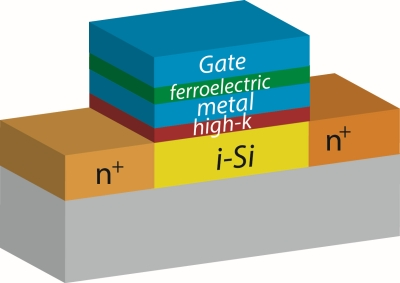 Gate
ferroelectric
metal
high-k
n⁺
i-Si
n⁺